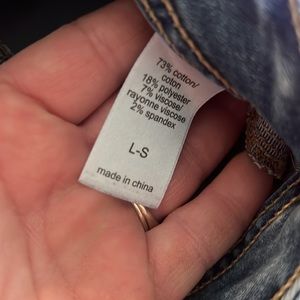 73% cotton/
coton
18% polyester
7% viscose/
rayonne viscose
2% spandex
L-S
made in china